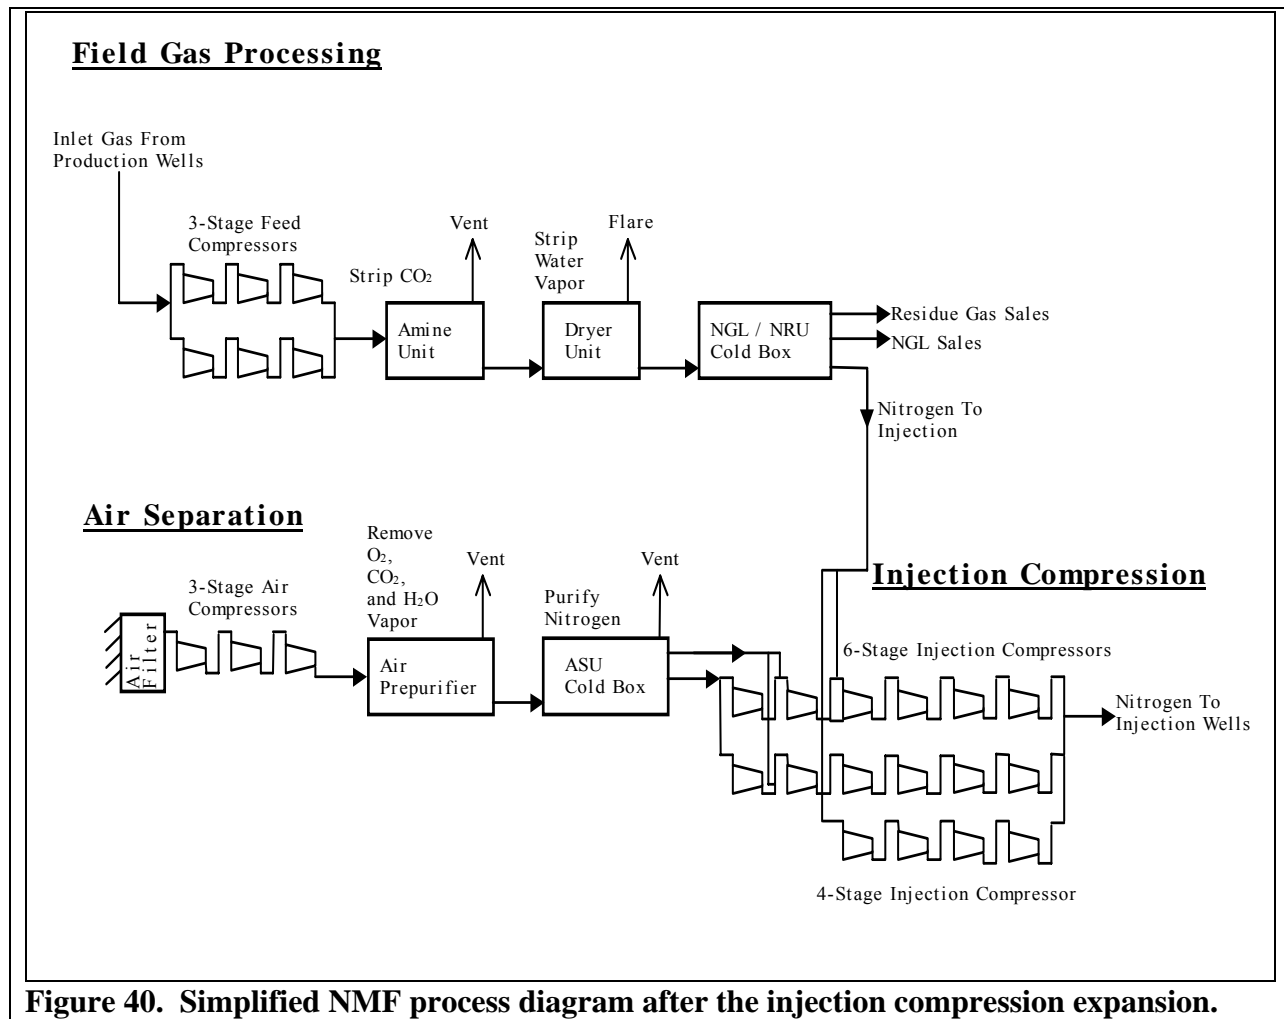 Field Gas Processing
Inlet Gas From
Production Wells
3-Stage Feed
Compressors
Strip CO2
Vent
Strip
Water
Vapor
Flare
Amine
Unit
Dryer
Unit
NGL / NRU
Cold Box
Residue Gas Sales
NGL Sales
Nitrogen To
Injection
Air Separation
3-Stage Air
Compressors
Remove
O2,
CO2,
and H2O
Vapor
Vent
Purify
Nitrogen
Vent
Injection Compression
Air
Filter
Air
Prepurifier
ASU
Cold Box
6-Stage Injection Compressors
Nitrogen To
Injection Wells
4-Stage Injection Compressor
Figure 40. Simplified NMF process diagram after the injection compression expansion.